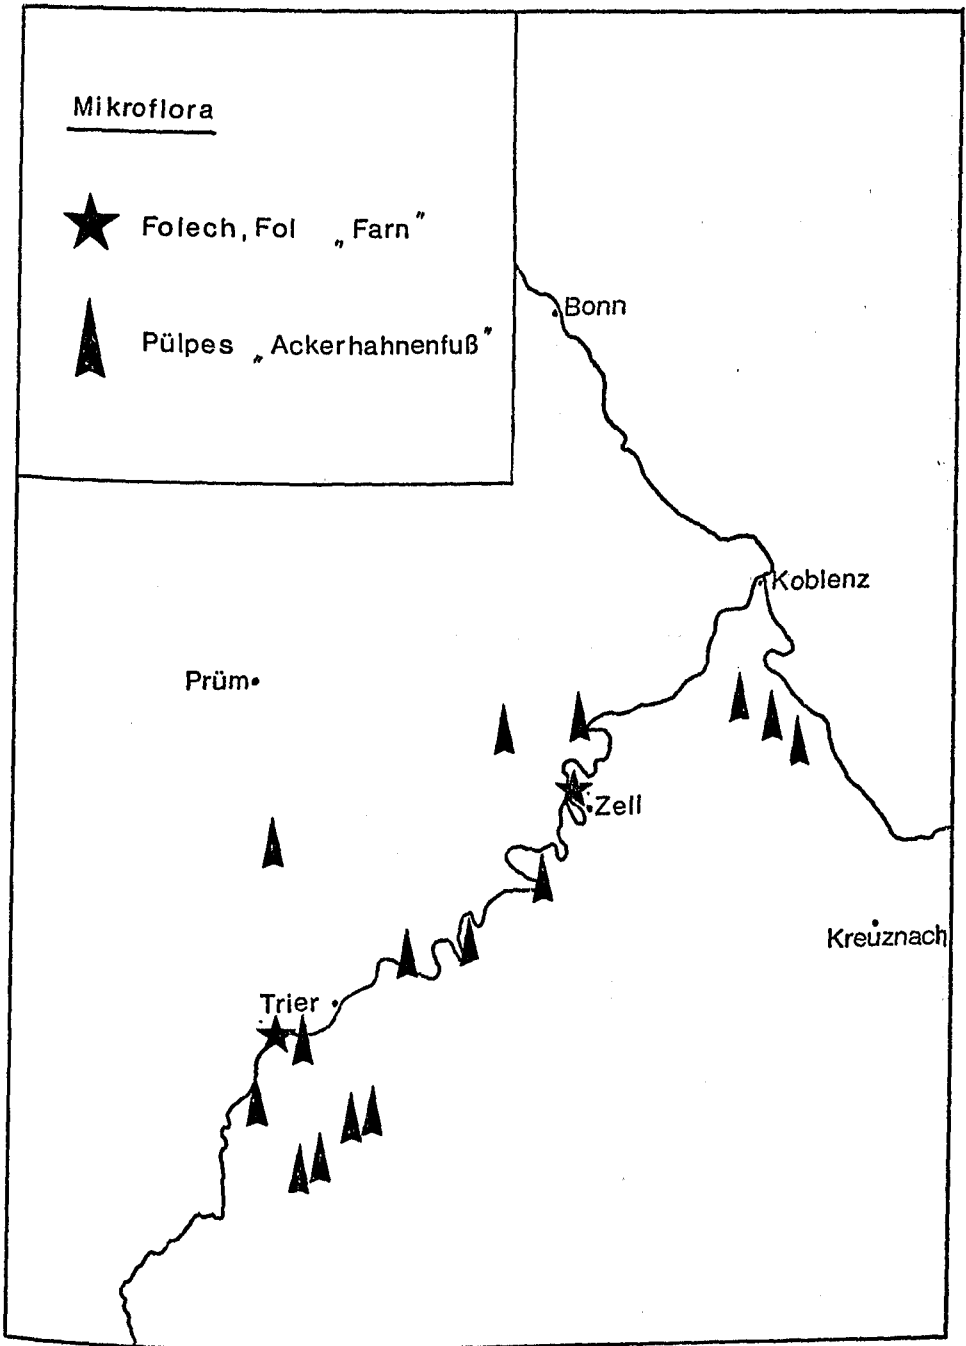 Mikroflora
Folech, Fol „Farn”
Pülpes „Ackerhahnenfuß”
Bonn
Koblenz
Prüm
Zell
Kreuznach
Trier